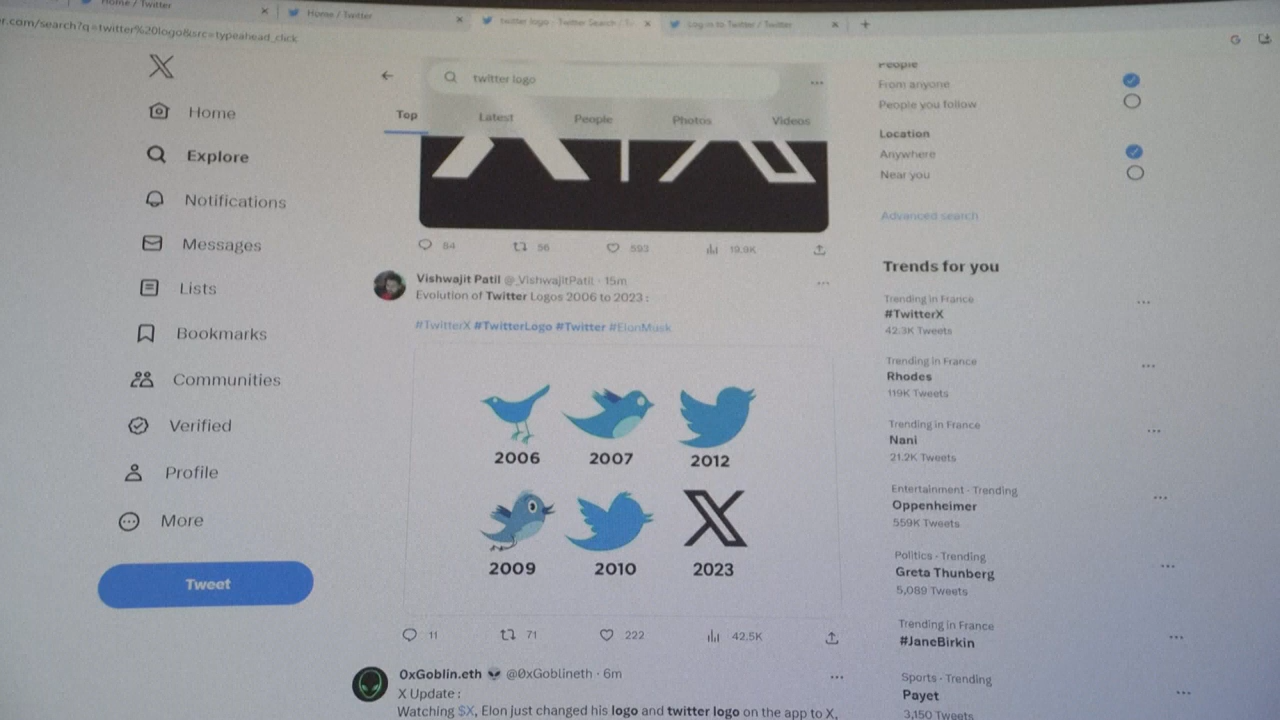 Home / Twitter
Home / Twitter
twitter logo - Twitter Search / Tw
Log in to Twitter / Twitter
r.com/search?q=twitter%20logo&src=typeahead_click
Home
Explore
Notifications
Messages
Lists
Bookmarks
Communities
Verified
Profile
More
Tweet
twitter logo
Top
Latest
People
Photos
Videos
84
56
593
19.9K
Vishwajit Patil @_VishwajitPatil · 15m
Evolution of Twitter Logos 2006 to 2023 :
#TwitterX #TwitterLogo #Twitter #ElonMusk
2006 2007 2012
2009 2010 2023
11
71
222
42.5K
0xGoblin.eth @0xGoblineth · 6m
X Update :
Watching $X, Elon just changed his logo and twitter logo on the app to X,
People
From anyone
People you follow
Location
Anywhere
Near you
Advanced search
Trends for you
Trending in France
#TwitterX
42.3K Tweets
Trending in France
Rhodes
119K Tweets
Trending in France
Nani
21.2K Tweets
Entertainment · Trending
Oppenheimer
559K Tweets
Politics · Trending
Greta Thunberg
5,089 Tweets
Trending in France
#JaneBirkin
Sports · Trending
Payet
3,150 Tweets